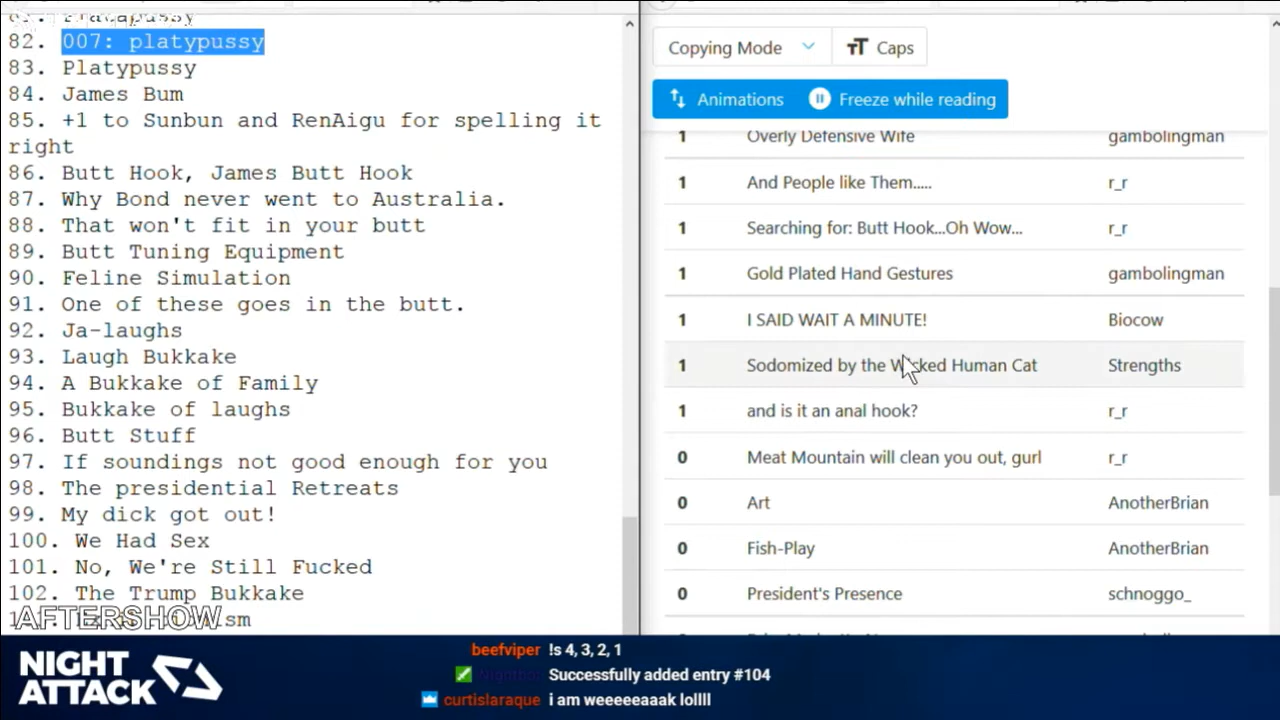 82. 007: platypussy
83. Platypussy
84. James Bum
85. +1 to Sunbun and RenAigu for spelling it
right
86. Butt Hook, James Butt Hook
87. Why Bond never went to Australia.
88. That won't fit in your butt
89. Butt Tuning Equipment
90. Feline Simulation
91. One of these goes in the butt.
92. Ja-laughs
93. Laugh Bukkake
94. A Bukkake of Family
95. Bukkake of laughs
96. Butt Stuff
97. If soundings not good enough for you
98. The presidential Retreats
99. My dick got out!
100. We Had Sex
101. No, We're Still Fucked
102. The Trump Bukkake
AFTERSHOW
Copying Mode Caps
Animations Freeze while reading
1 Overly Defensive Wife gambolingman
1 And People like Them..... r_r
1 Searching for: Butt Hook...Oh Wow... r_r
1 Gold Plated Hand Gestures gambolingman
1 I SAID WAIT A MINUTE! Biocow
1 Sodomized by the Wicked Human Cat Strengths
1 and is it an anal hook? r_r
0 Meat Mountain will clean you out, gurl r_r
0 Art AnotherBrian
0 Fish-Play AnotherBrian
0 President's Presence schnoggo_
NIGHT
ATTACK
beefviper !s 4, 3, 2, 1
Successfully added entry #104
curtislaraque i am weeeeeaaak lollll